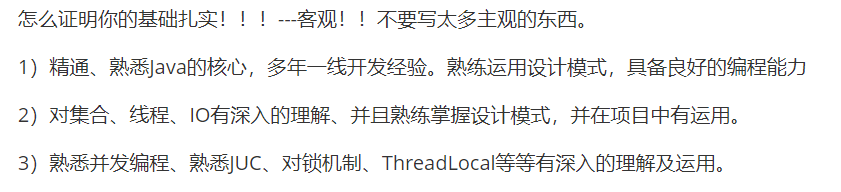 怎么证明你的基础扎实！！！---客观！！不要写太多主观的东西。
1）精通、熟悉Java的核心，多年一线开发经验。熟练运用设计模式，具备良好的编程能力
2）对集合、线程、IO有深入的理解、并且熟练掌握设计模式，并在项目中有运用。
3）熟悉并发编程、熟悉JUC、对锁机制、ThreadLocal等等有深入的理解及运用。